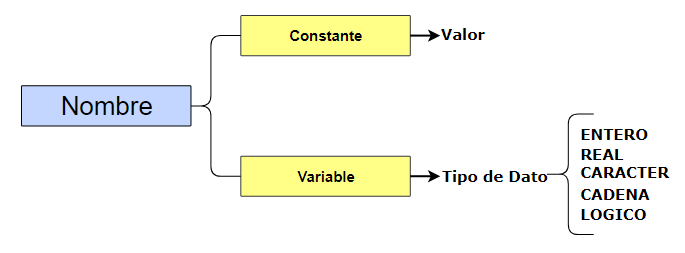 Nombre
Constante
Valor
Variable
Tipo de Dato
ENTERO
REAL
CARACTER
CADENA
LOGICO